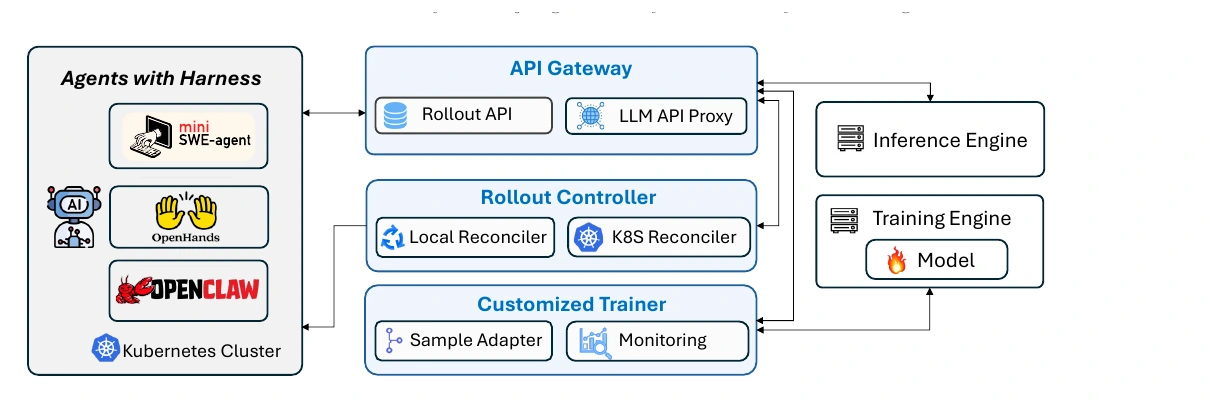 Agents with Harness
mini
SWE-agent
AI
OpenHands
OPENCLAW
Kubernetes Cluster
API Gateway
Rollout API
LLM API Proxy
Rollout Controller
Local Reconciler
K8S Reconciler
Customized Trainer
Sample Adapter
Monitoring
Inference Engine
Training Engine
Model